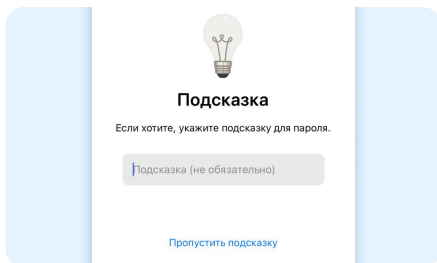 Подсказка
Если хотите, укажите подсказку для пароля.
Подсказка (не обязательно)
Пропустить подсказку